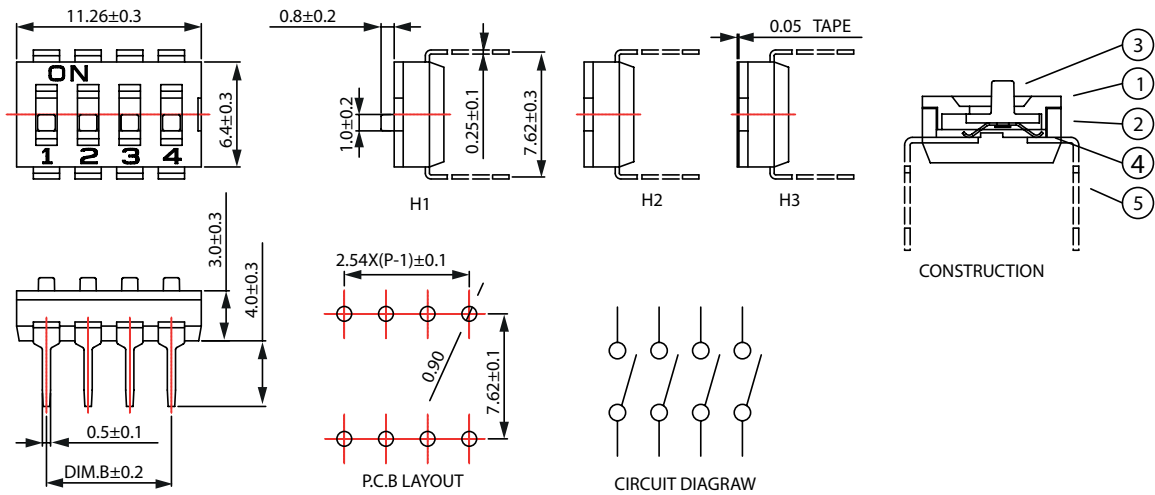 11.26±0.3
ON
1 2 3 4
6.4±0.3
0.8±0.2
1.0±0.2
0.25±0.1
7.62±0.3
H1
H2
0.05 TAPE
H3
3
1
2
4
5
CONSTRUCTION
3.0±0.3
4.0±0.3
0.5±0.1
DIM.B±0.2
2.54X(P-1)±0.1
0.90
7.62±0.1
P.C.B LAYOUT
CIRCUIT DIAGRAW